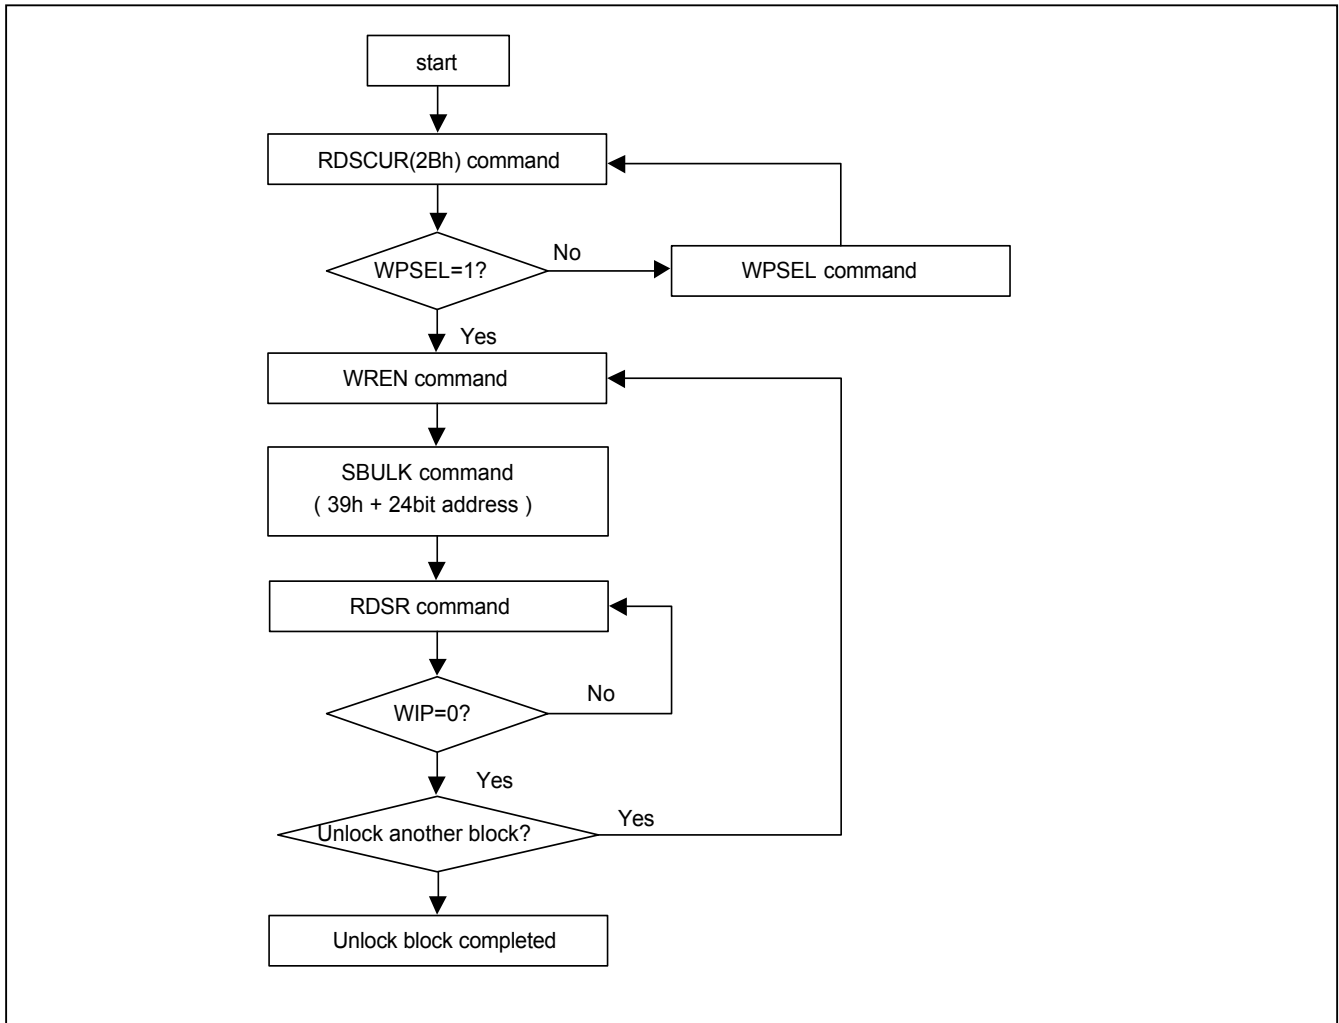 start
RDSCUR(2Bh) command
WPSEL=1?
No
WPSEL command
Yes
WREN command
SBULK command
( 39h + 24bit address )
RDSR command
WIP=0?
No
Yes
Unlock another block?
Yes
Unlock block completed